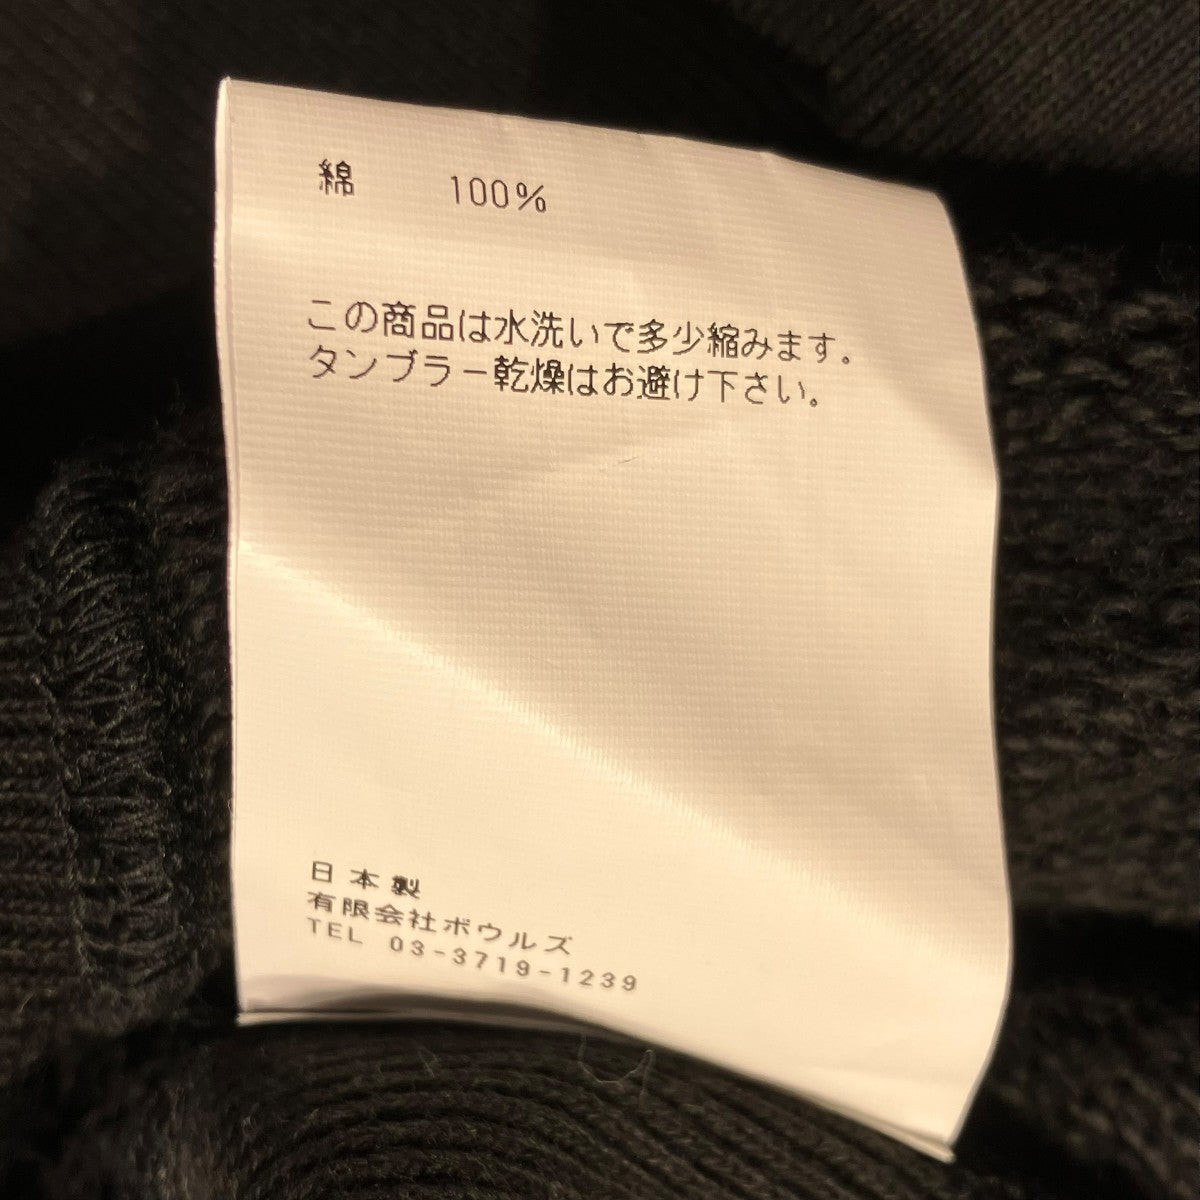 綿 100%
この商品は水洗いで多少縮みます。
タンブラー乾燥はお避け下さい。
日本製
有限会社ボウルズ
TEL 03-3719-1239